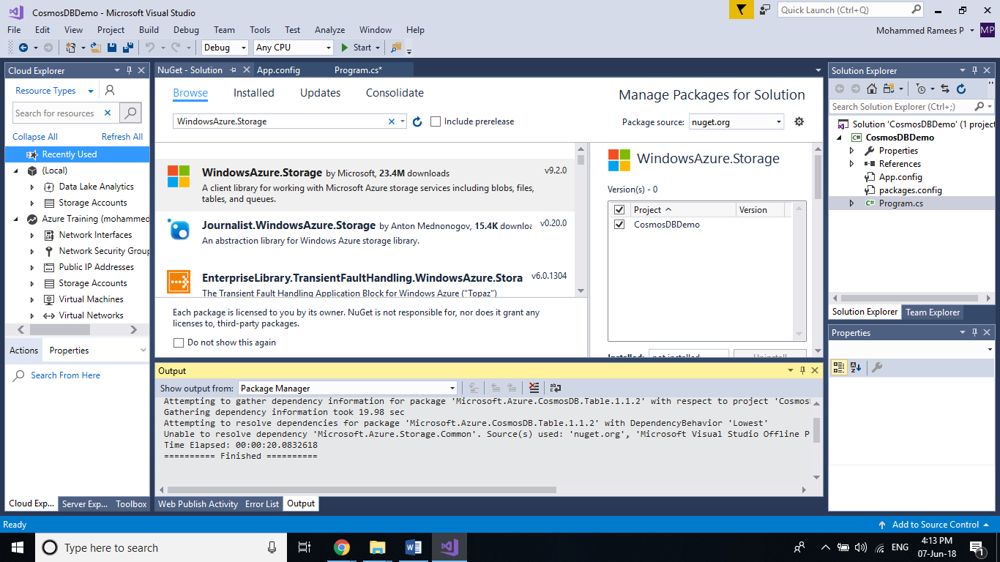 CosmosDBDemo - Microsoft Visual Studio
Quick Launch (Ctrl+Q)
File Edit View Project Build Debug Team Tools Test Analyze Window Help
Mohammed Ramees P MP
Debug Any CPU Start
Cloud Explorer
Resource Types
Search for resources
Collapse All Refresh All
Recently Used
(Local)
Data Lake Analytics
Storage Accounts
Azure Training (mohammed
Network Interfaces
Network Security Group
Public IP Addresses
Storage Accounts
Virtual Machines
Virtual Networks
Actions Properties
Search From Here
Cloud Exp... Server Exp... Toolbox
NuGet - Solution App.config Program.cs*
Browse Installed Updates Consolidate
Manage Packages for Solution
WindowsAzure.Storage
Include prerelease
Package source: nuget.org
WindowsAzure.Storage by Microsoft, 23.4M downloads v9.2.0
A client library for working with Microsoft Azure storage services including blobs, files,
tables, and queues.
Journalist.WindowsAzure.Storage by Anton Mednonogov, 15.4K downloa v0.20.0
An abstraction library for Windows Azure storage library.
EnterpriseLibrary.TransientFaultHandling.WindowsAzure.Stora v6.0.1304
The Transient Fault Handling Application Block for Windows Azure ("Topaz")
Each package is licensed to you by its owner. NuGet is not responsible for, nor does it grant any
licenses to, third-party packages.
Do not show this again
WindowsAzure.Storage
Version(s) - 0
Project Version
CosmosDBDemo
Installed: not installed Uninstall
Output
Show output from: Package Manager
Attempting to gather dependency information for package 'Microsoft.Azure.CosmosDB.Table.1.1.2' with respect to project 'Cosmos
Gathering dependency information took 19.98 sec
Attempting to resolve dependencies for package 'Microsoft.Azure.CosmosDB.Table.1.1.2' with DependencyBehavior 'Lowest'
Unable to resolve dependency 'Microsoft.Azure.Storage.Common'. Source(s) used: 'nuget.org', 'Microsoft Visual Studio Offline P
Time Elapsed: 00:00:20.0832618
========== Finished ==========
Web Publish Activity Error List Output
Solution Explorer
Search Solution Explorer (Ctrl+;)
Solution 'CosmosDBDemo' (1 project
CosmosDBDemo
Properties
References
App.config
packages.config
Program.cs
Solution Explorer Team Explorer
Properties
Ready
Add to Source Control
Type here to search
ENG
4:13 PM
07-Jun-18
1